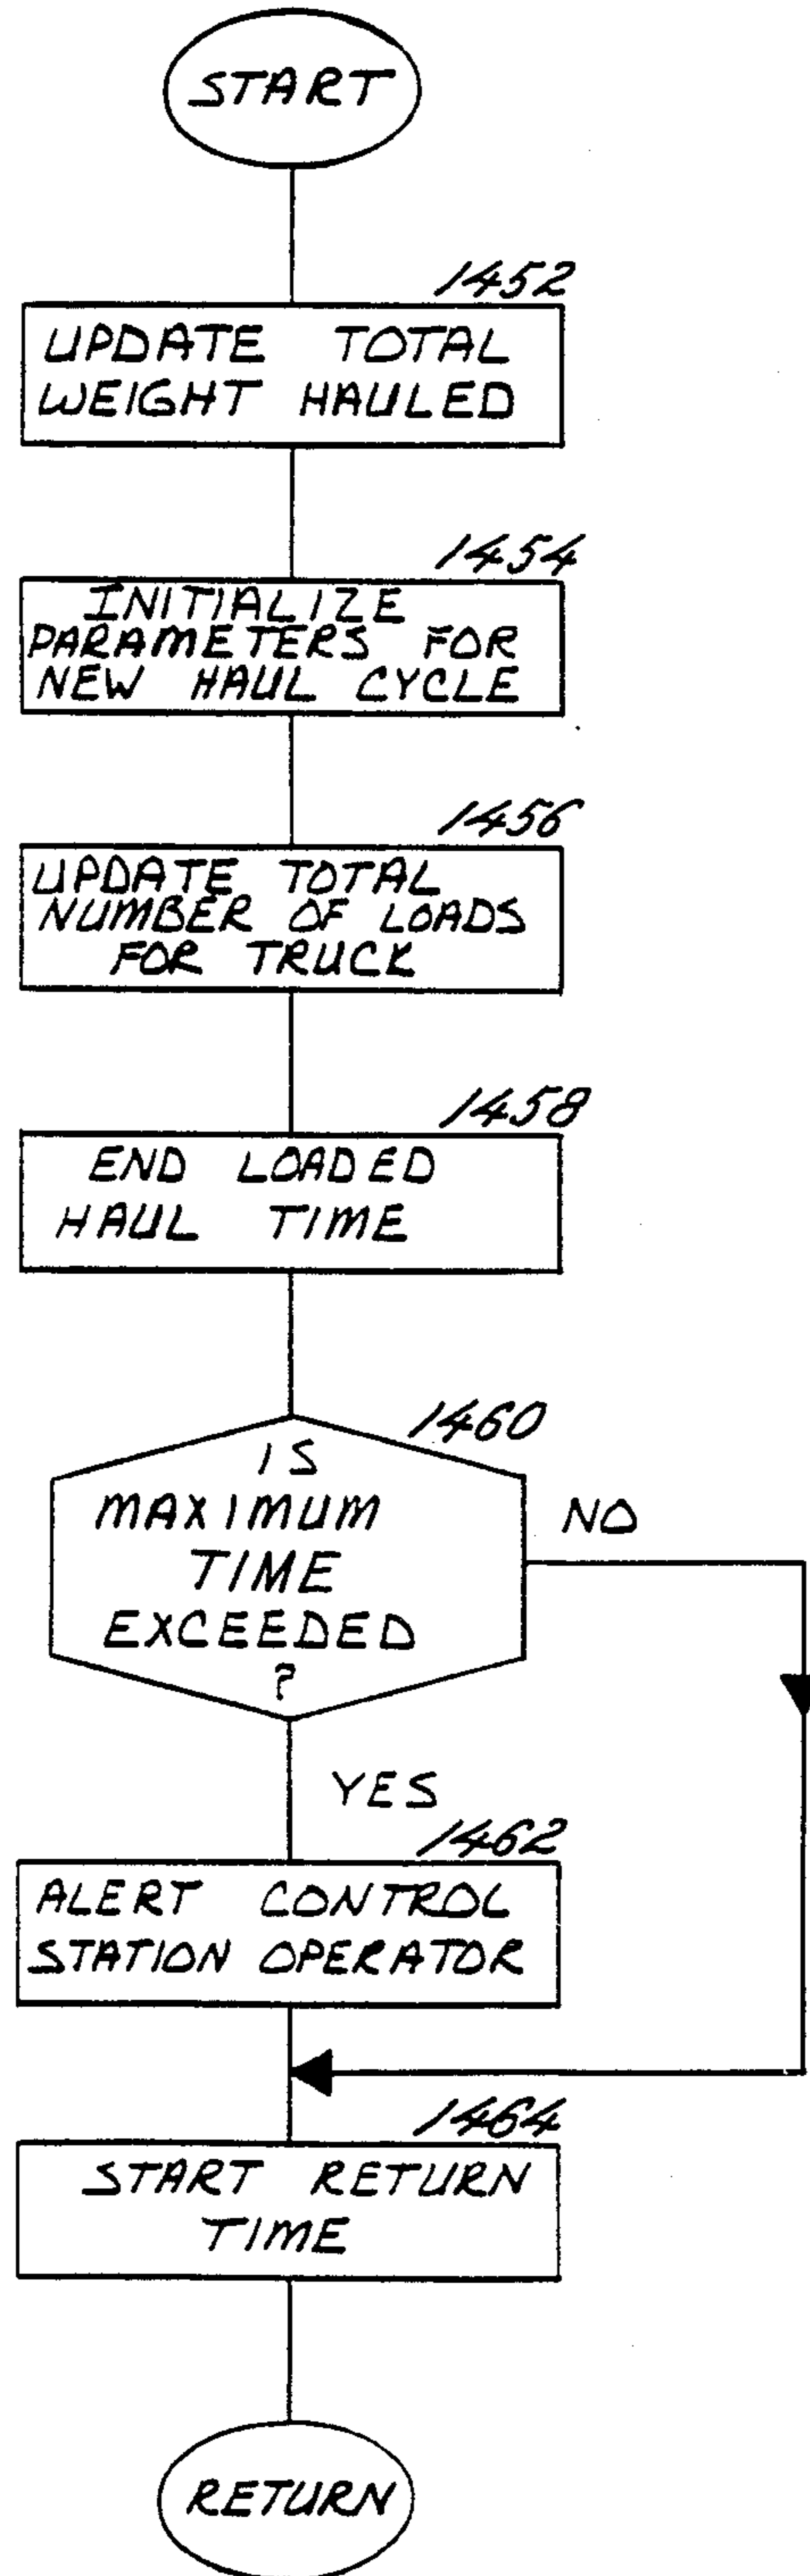 START
1452
UPDATE TOTAL
WEIGHT HAULED
1454
INITIALIZE
PARAMETERS FOR
NEW HAUL CYCLE
1456
UPDATE TOTAL
NUMBER OF LOADS
FOR TRUCK
1458
END LOADED
HAUL TIME
1460
IS
MAXIMUM
TIME
EXCEEDED
?
NO
YES
1462
ALERT CONTROL
STATION OPERATOR
1464
START RETURN
TIME
RETURN